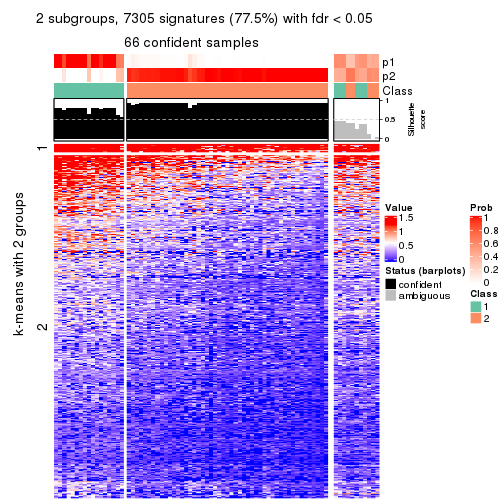 2 subgroups, 7305 signatures (77.5%) with fdr < 0.05
66 confident samples
p1
p2
Class
1
0.5
0
Silhouette
score
k-means with 2 groups
1
2
Value
1.5
1
0.5
0
Status (barplots)
confident
ambiguous
Prob
1
0.8
0.6
0.4
0.2
0
Class
1
2